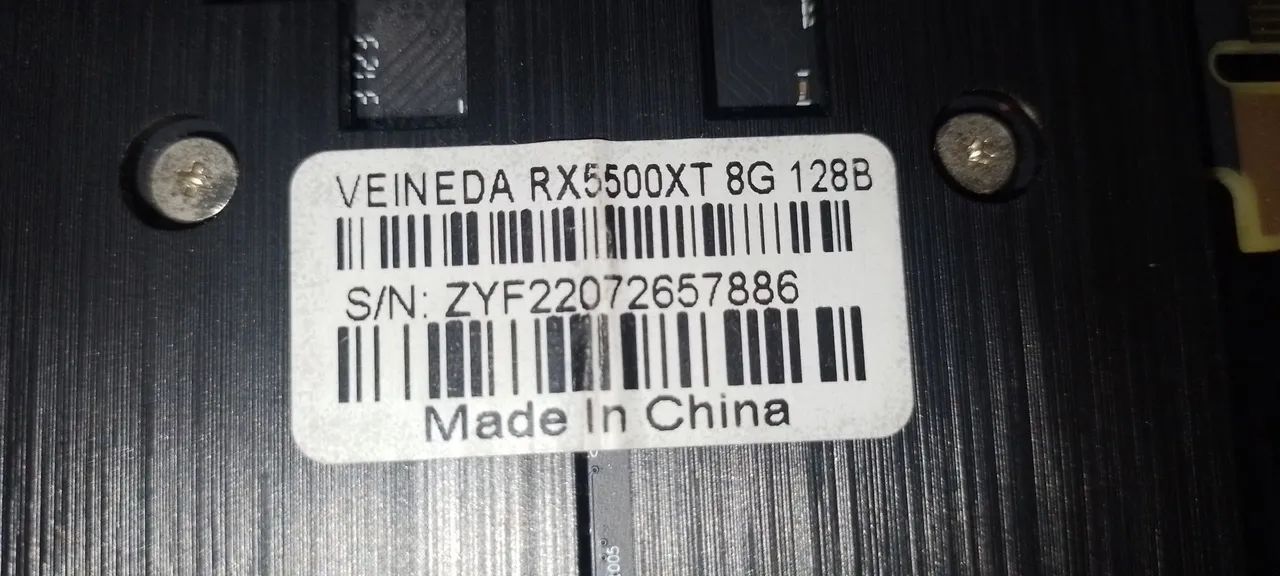 VEINEDA RX5500XT 8G 128B
S/N: ZYF22072657886
Made In China